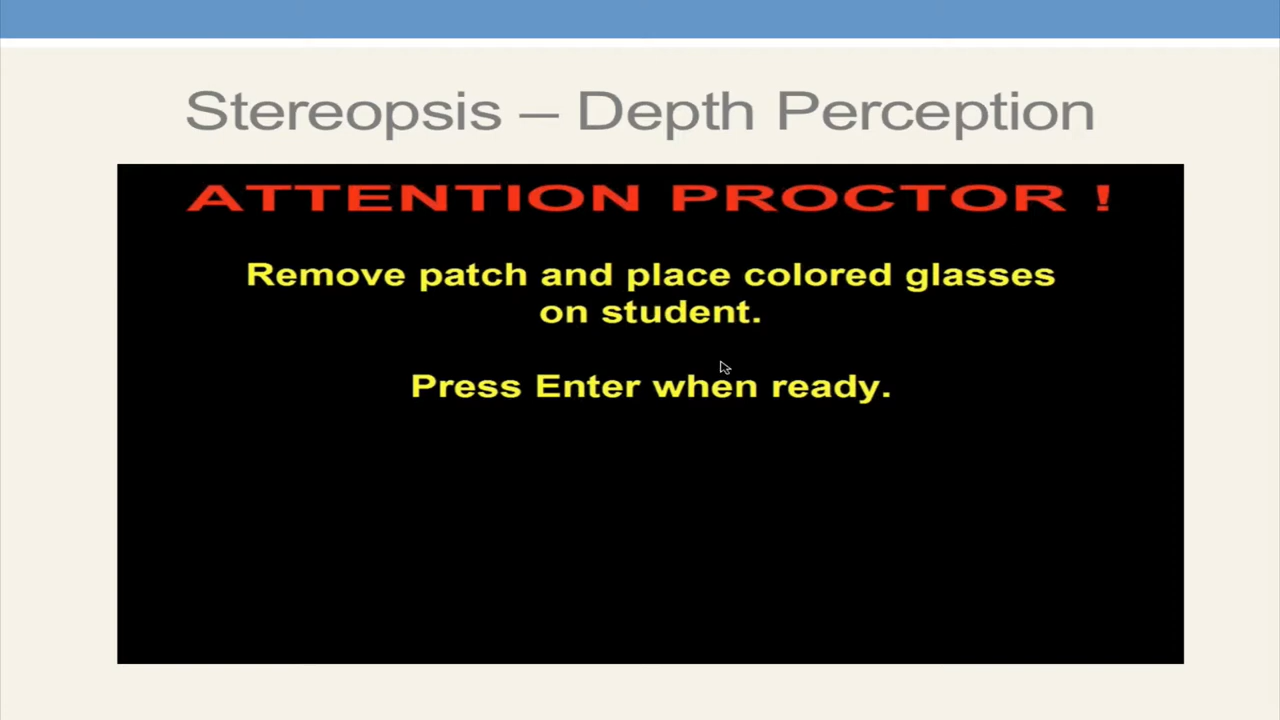 Stereopsis – Depth Perception
ATTENTION PROCTOR !
Remove patch and place colored glasses
on student.
Press Enter when ready.